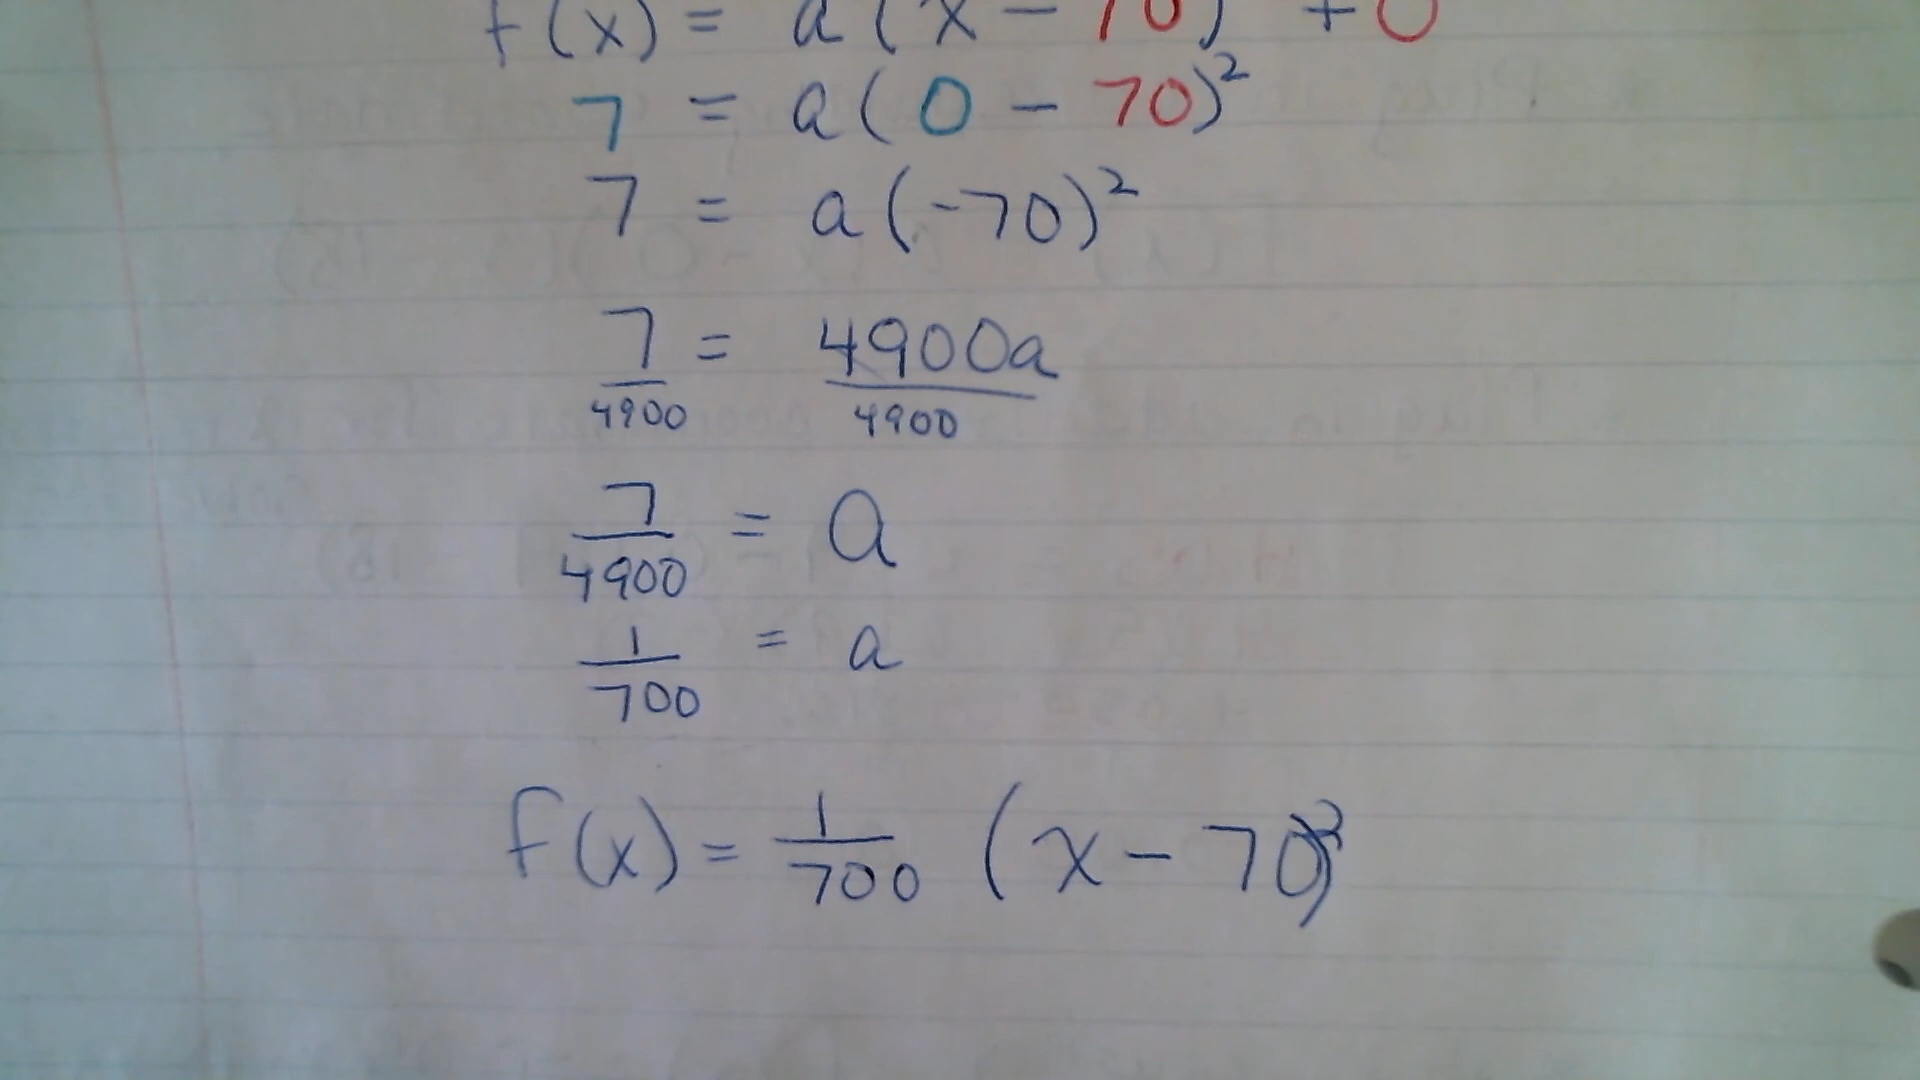 f(x) = a(x - 70) + 0
7 = a(0 - 70)²
7 = a(-70)²
7/4900 = 4900a/4900
7/4900 = a
1/700 = a
f(x) = 1/700 (x - 70)²